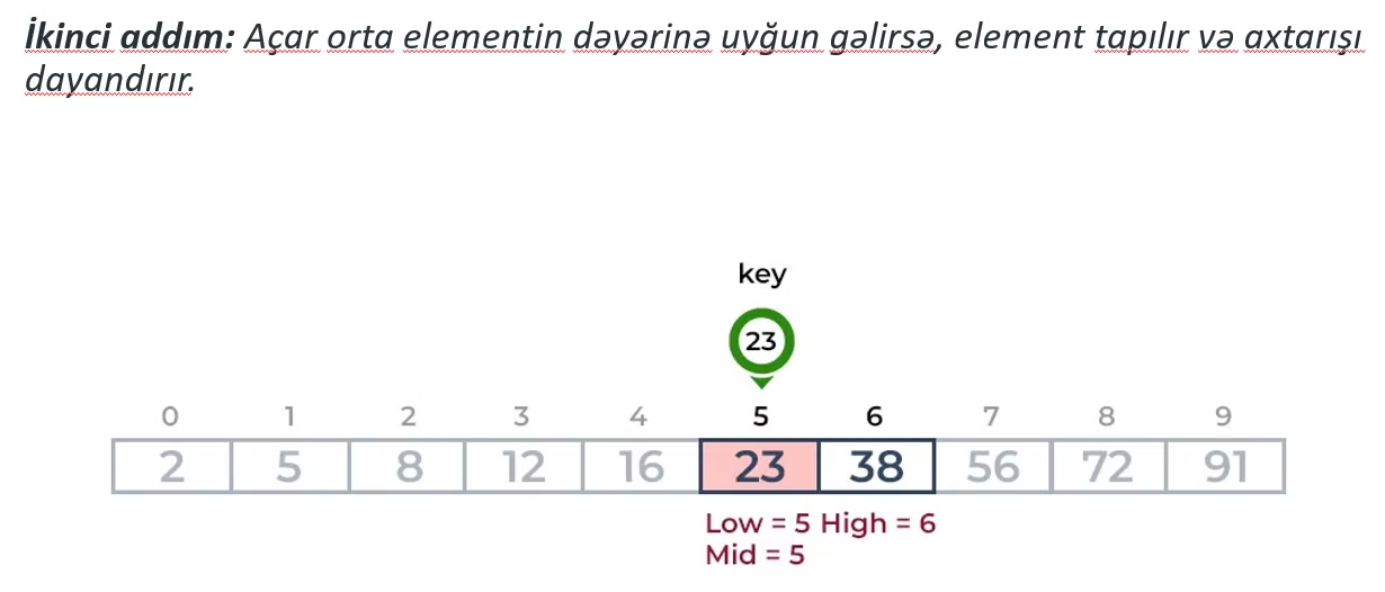 İkinci addım: Açar orta elementin dəyərinə uyğun gəlirsə, element tapılır və axtarışı
dayandırır.
key
23
0 1 2 3 4 5 6 7 8 9
2 5 8 12 16 23 38 56 72 91
Low = 5 High = 6
Mid = 5